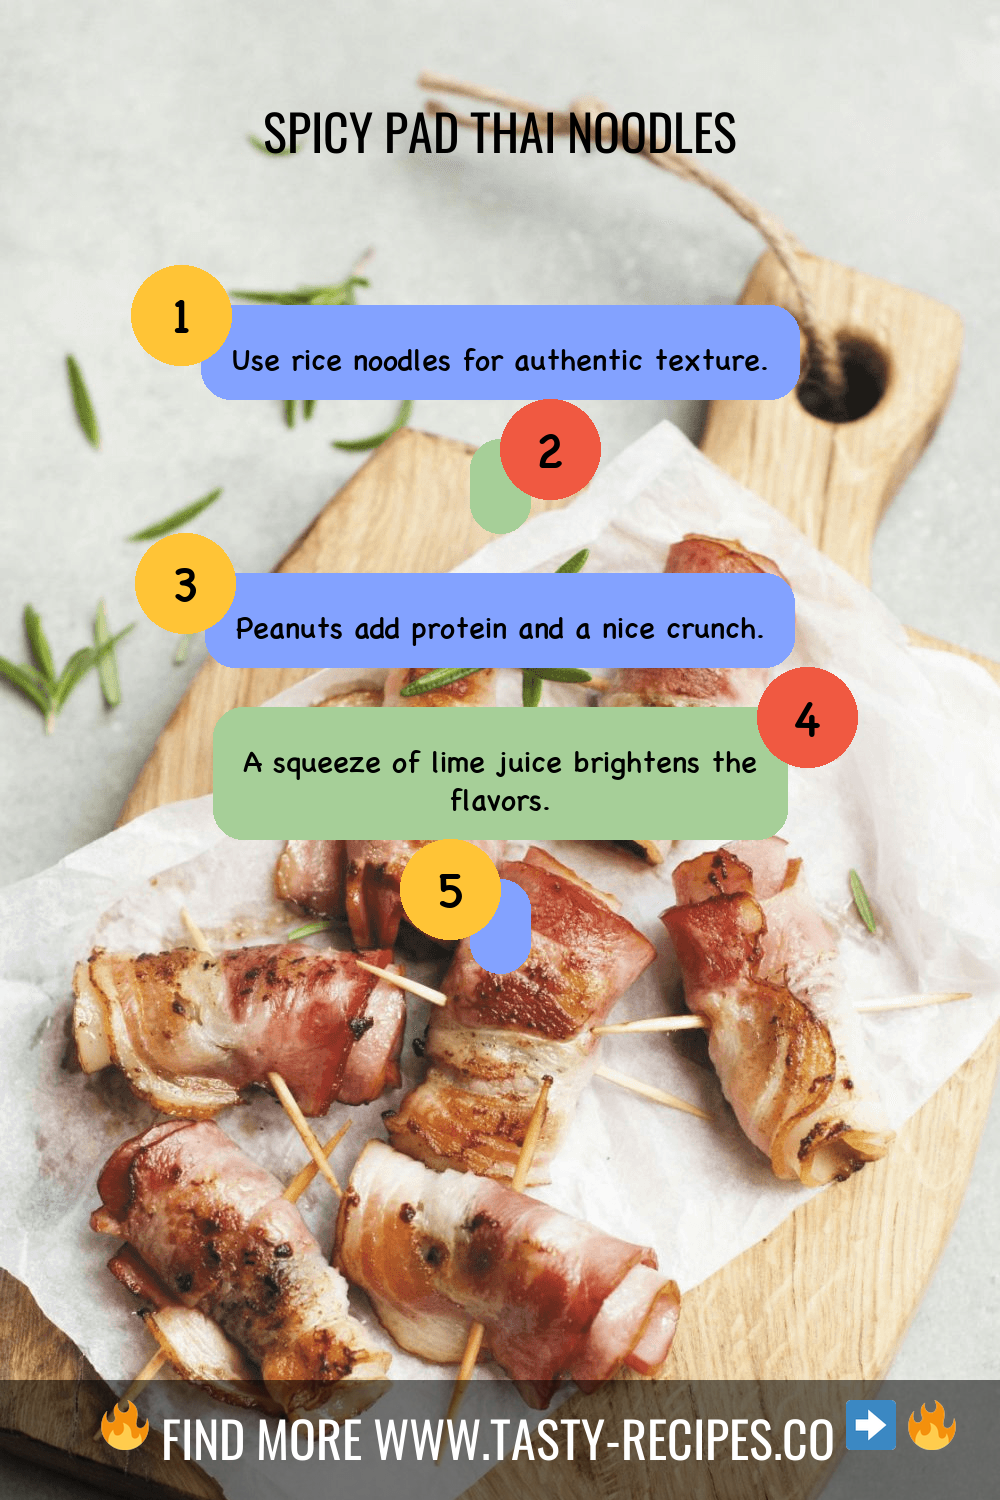 SPICY PAD THAI NOODLES
1
Use rice noodles for authentic texture.
2
3
Peanuts add protein and a nice crunch.
4
A squeeze of lime juice brightens the
flavors.
5
FIND MORE WWW.TASTY-RECIPES.CO